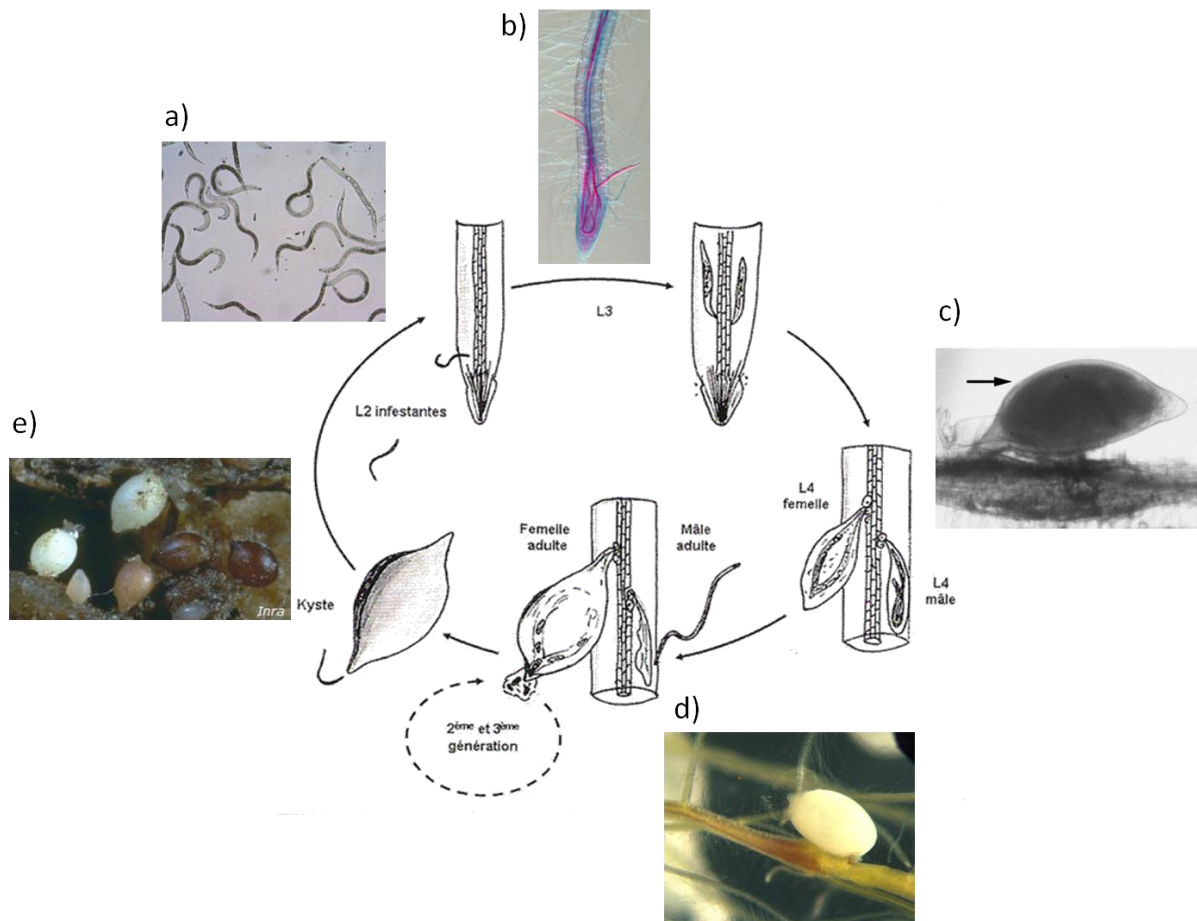 b)
a)
L3
c)
L2 infestantes
e)
L4
femelle
Femelle
adulte
Mâle
adulte
L4
mâle
Inra
Kyste
d)
2ème et 3ème
génération